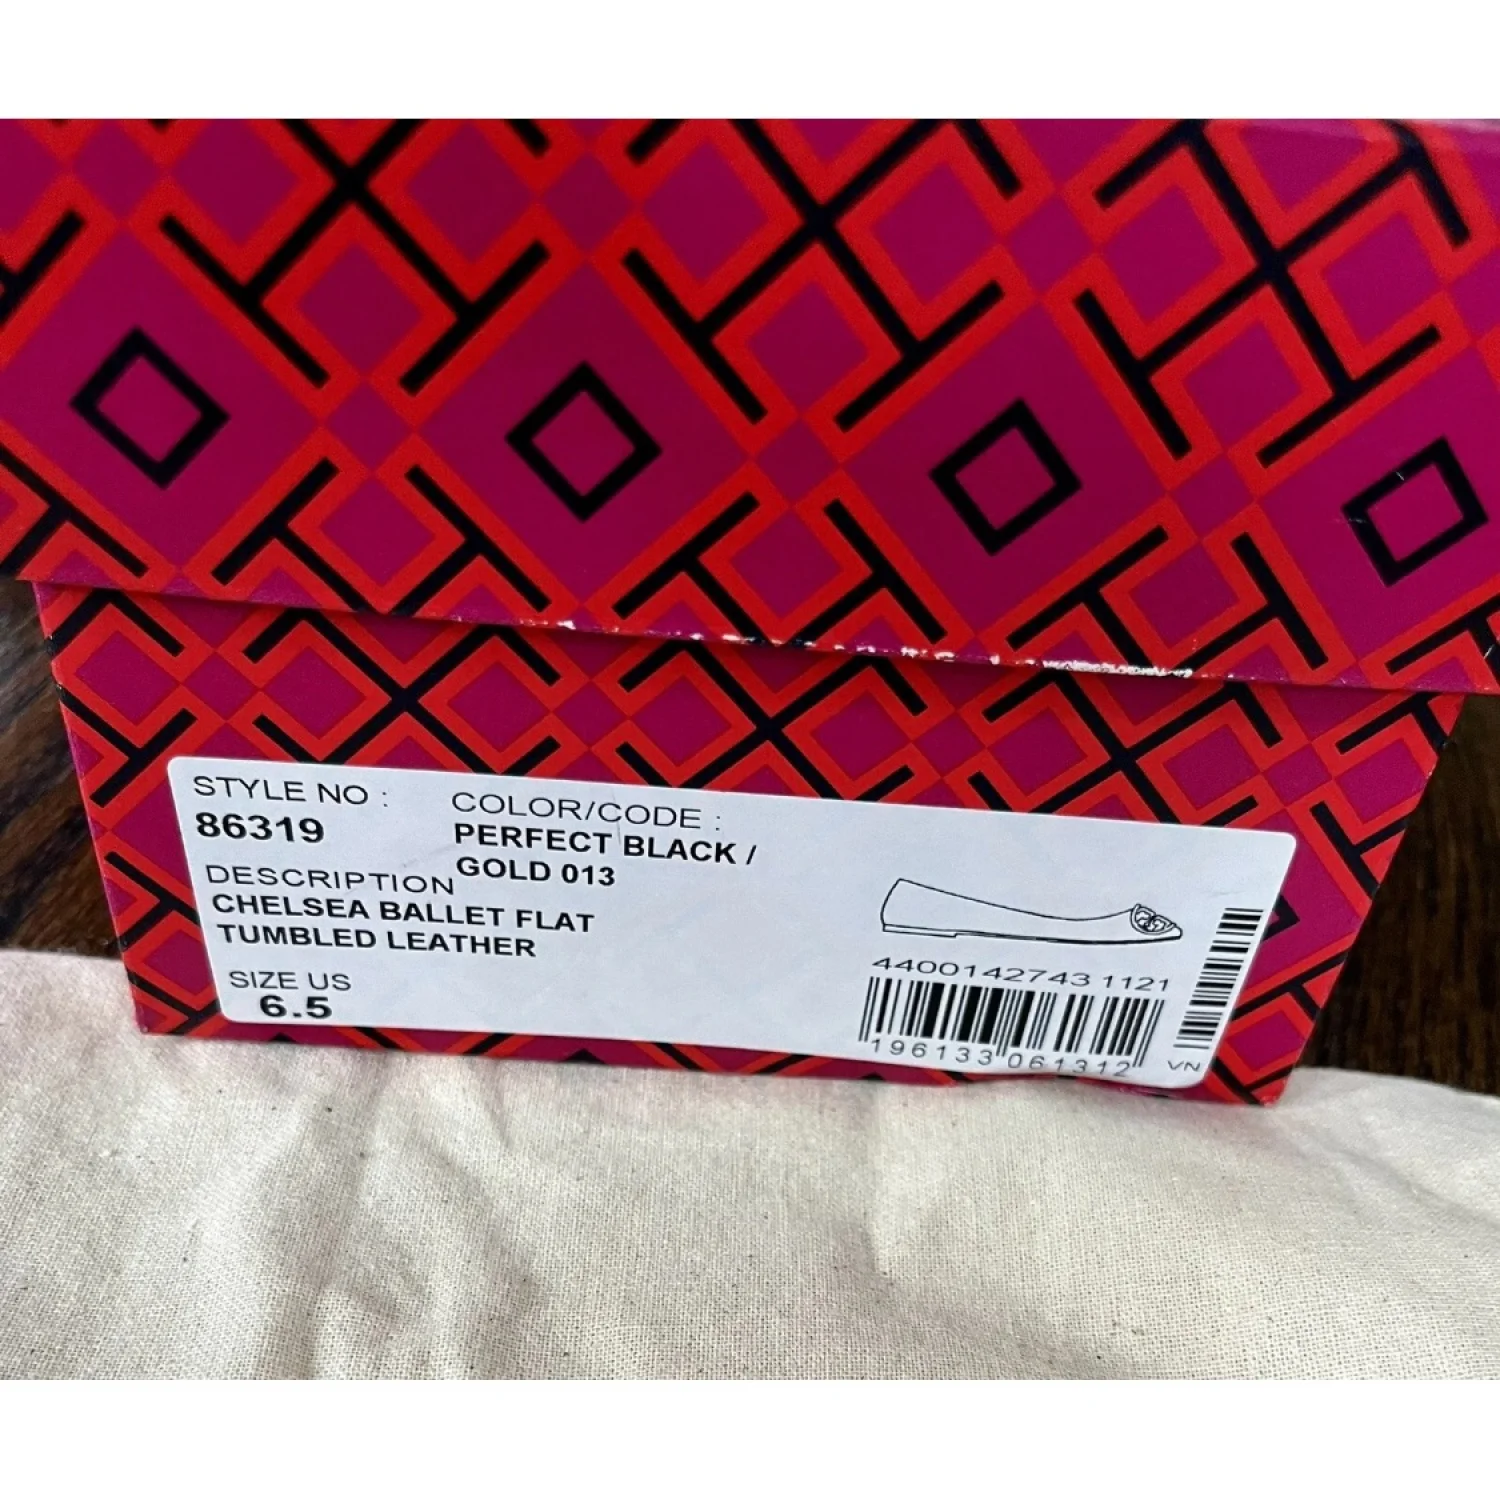 STYLE NO :
86319
COLOR/CODE :
PERFECT BLACK /
GOLD 013
DESCRIPTION
CHELSEA BALLET FLAT
TUMBLED LEATHER
SIZE US
6.5
4400142743 1121
196133 061312
VN